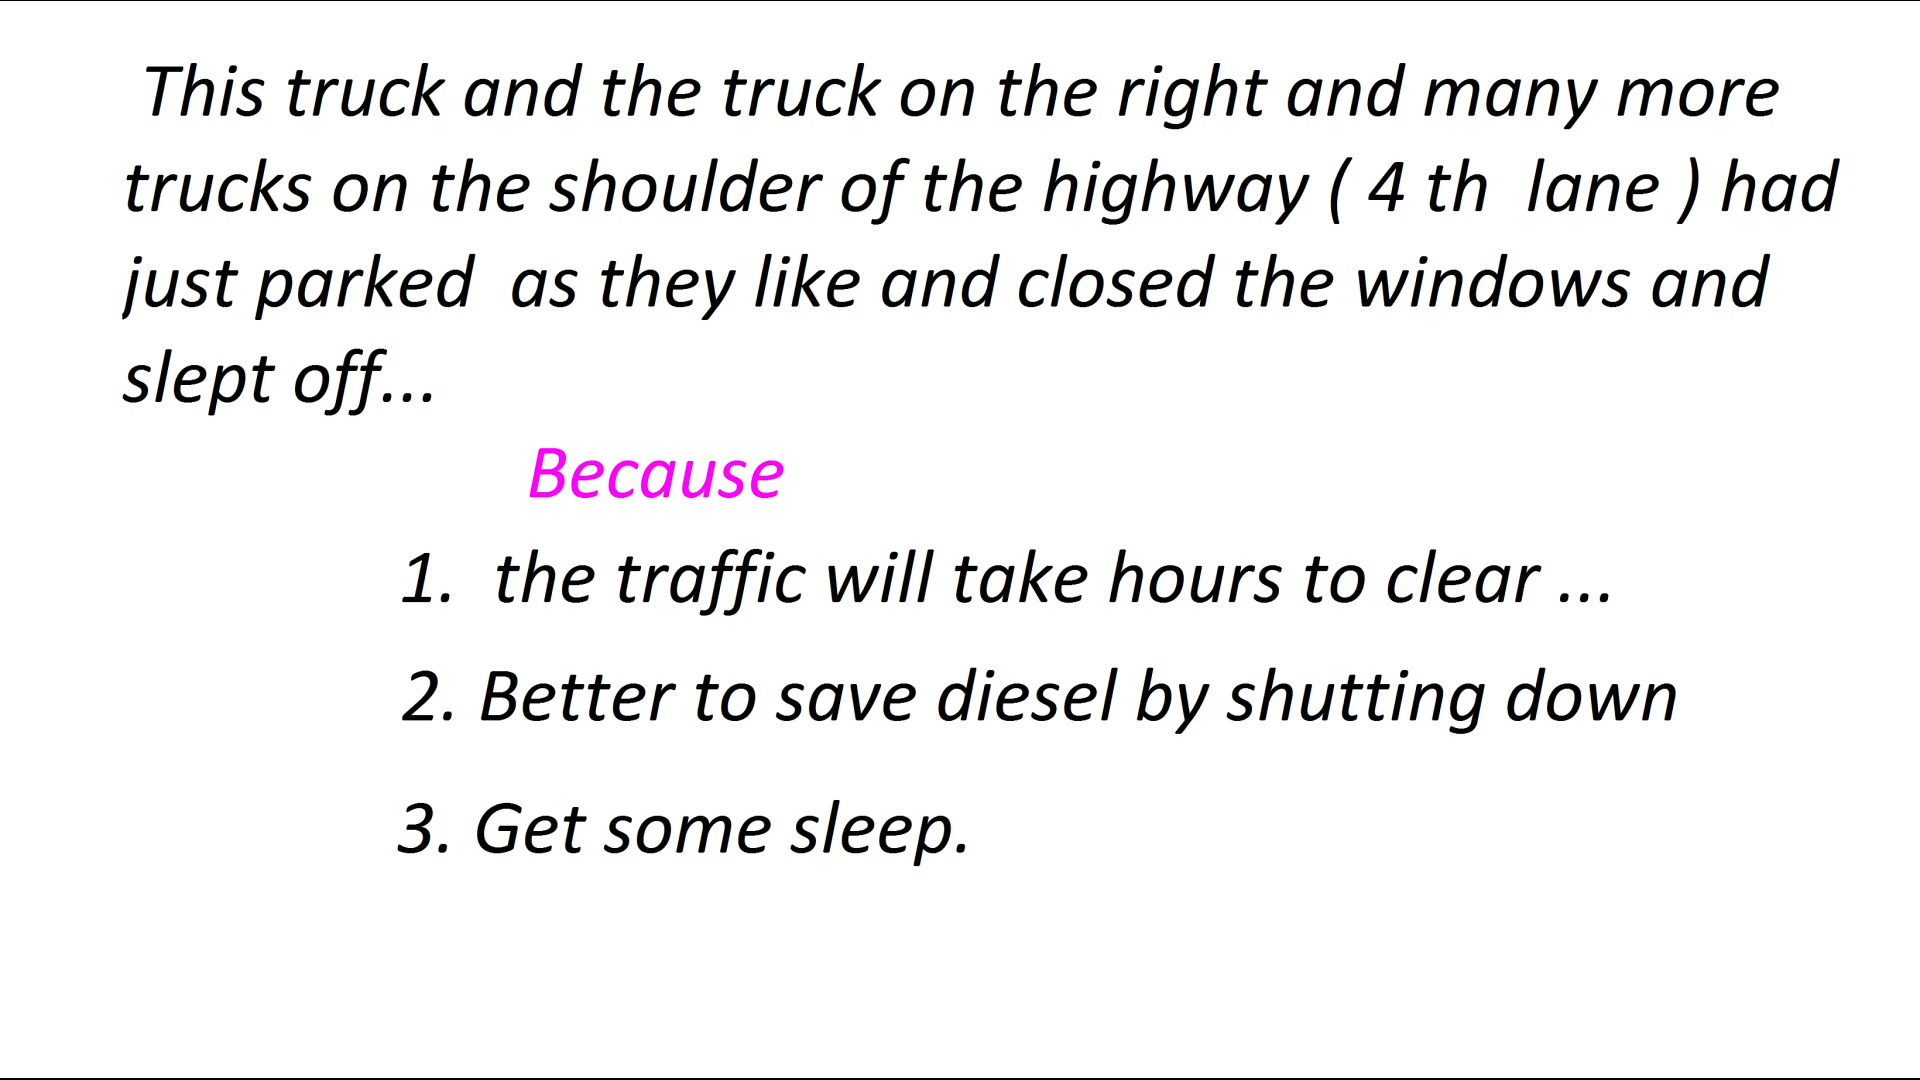 This truck and the truck on the right and many more
trucks on the shoulder of the highway ( 4 th lane ) had
just parked as they like and closed the windows and
slept off...
Because
1. the traffic will take hours to clear ...
2. Better to save diesel by shutting down
3. Get some sleep.